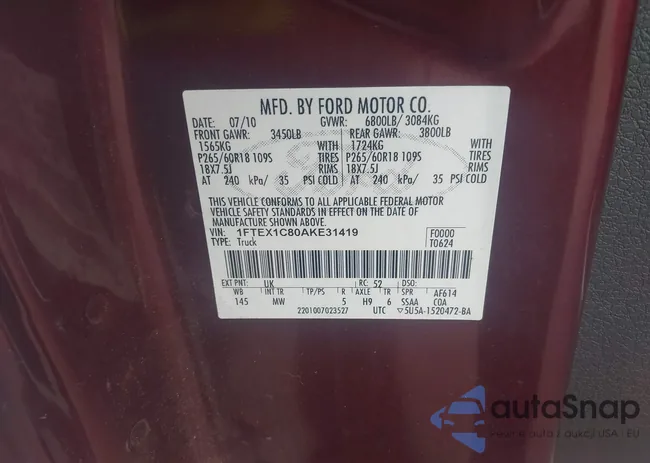 MFD. BY FORD MOTOR CO.
DATE: 07/10 GVWR: 6800LB/ 3084KG
FRONT GAWR: 3450LB REAR GAWR: 3800LB
1565KG WITH 1724KG WITH
P265/60R18 109S TIRES P265/60R18 109S TIRES
18X7.5J RIMS 18X7.5J RIMS
AT 240 kPa/ 35 PSI COLD AT 240 kPa/ 35 PSI COLD
THIS VEHICLE CONFORMS TO ALL APPLICABLE FEDERAL MOTOR
VEHICLE SAFETY STANDARDS IN EFFECT ON THE DATE OF
MANUFACTURE SHOWN ABOVE.
VIN: 1FTEX1C80AKE31419 F0000
TYPE: Truck T0624
EXT PNT: UK RC: 52 DSO:
WB INT TR TP/PS R AXLE TR SPR AF614
145 MW 5 H9 6 SSAA COA
2201007023527 UTC ▽5U5A-1520472-BA
autoSnap
USA EU